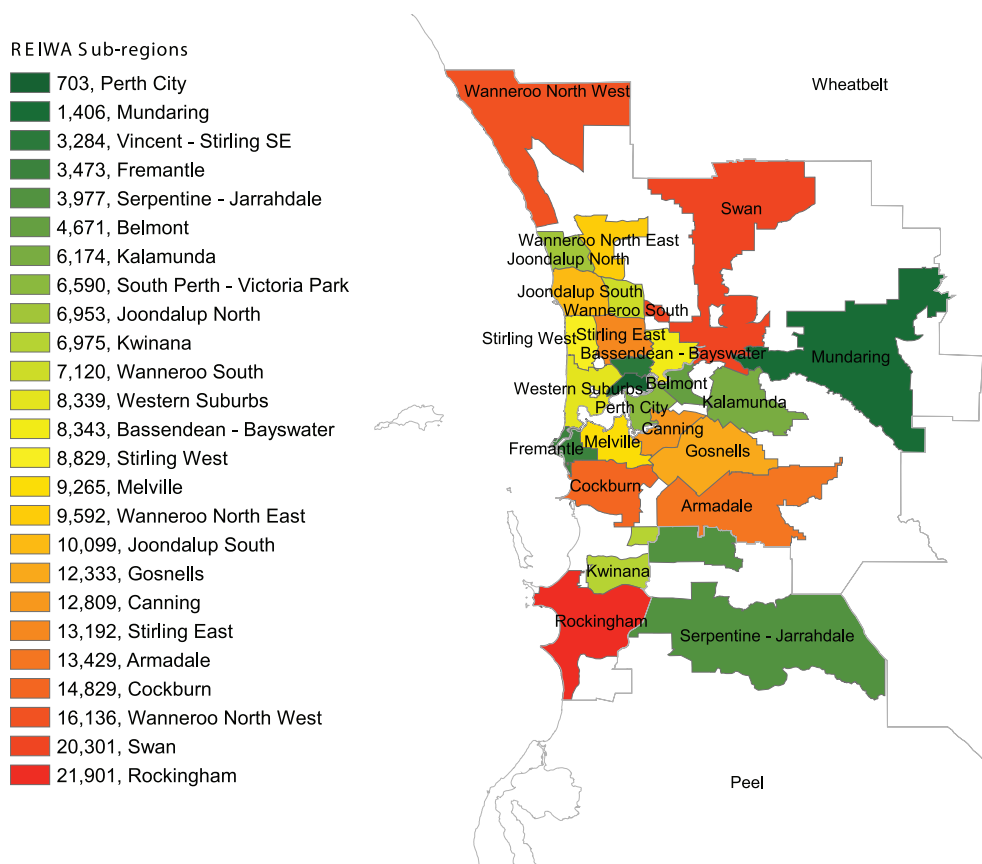 REIWA Sub-regions
703, Perth City
1,406, Mundaring
3,284, Vincent - Stirling SE
3,473, Fremantle
3,977, Serpentine - Jarrahdale
4,671, Belmont
6,174, Kalamunda
6,590, South Perth - Victoria Park
6,953, Joondalup North
6,975, Kwinana
7,120, Wanneroo South
8,339, Western Suburbs
8,343, Bassendean - Bayswater
8,829, Stirling West
9,265, Melville
9,592, Wanneroo North East
10,099, Joondalup South
12,333, Gosnells
12,809, Canning
13,192, Stirling East
13,429, Armadale
14,829, Cockburn
16,136, Wanneroo North West
20,301, Swan
21,901, Rockingham
Wheatbelt
Wanneroo North West
Swan
Wanneroo North East
Joondalup North
Joondalup South
Wanneroo South
Stirling West
Stirling East
Bassendean - Bayswater
Mundaring
Western Suburbs
Belmont
Kalamunda
Perth City
Canning
Fremantle
Melville
Gosnells
Cockburn
Armadale
Kwinana
Rockingham
Serpentine - Jarrahdale
Peel